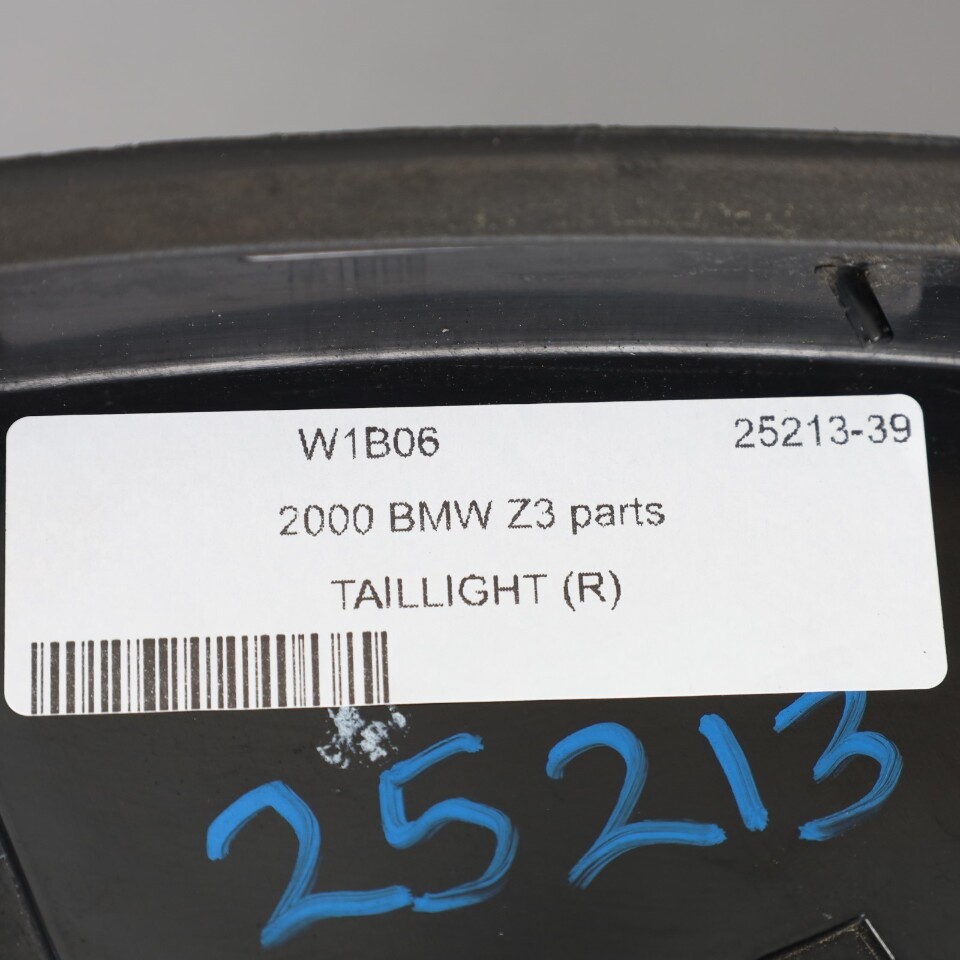 W1B06 25213-39
2000 BMW Z3 parts
TAILLIGHT (R)
25213